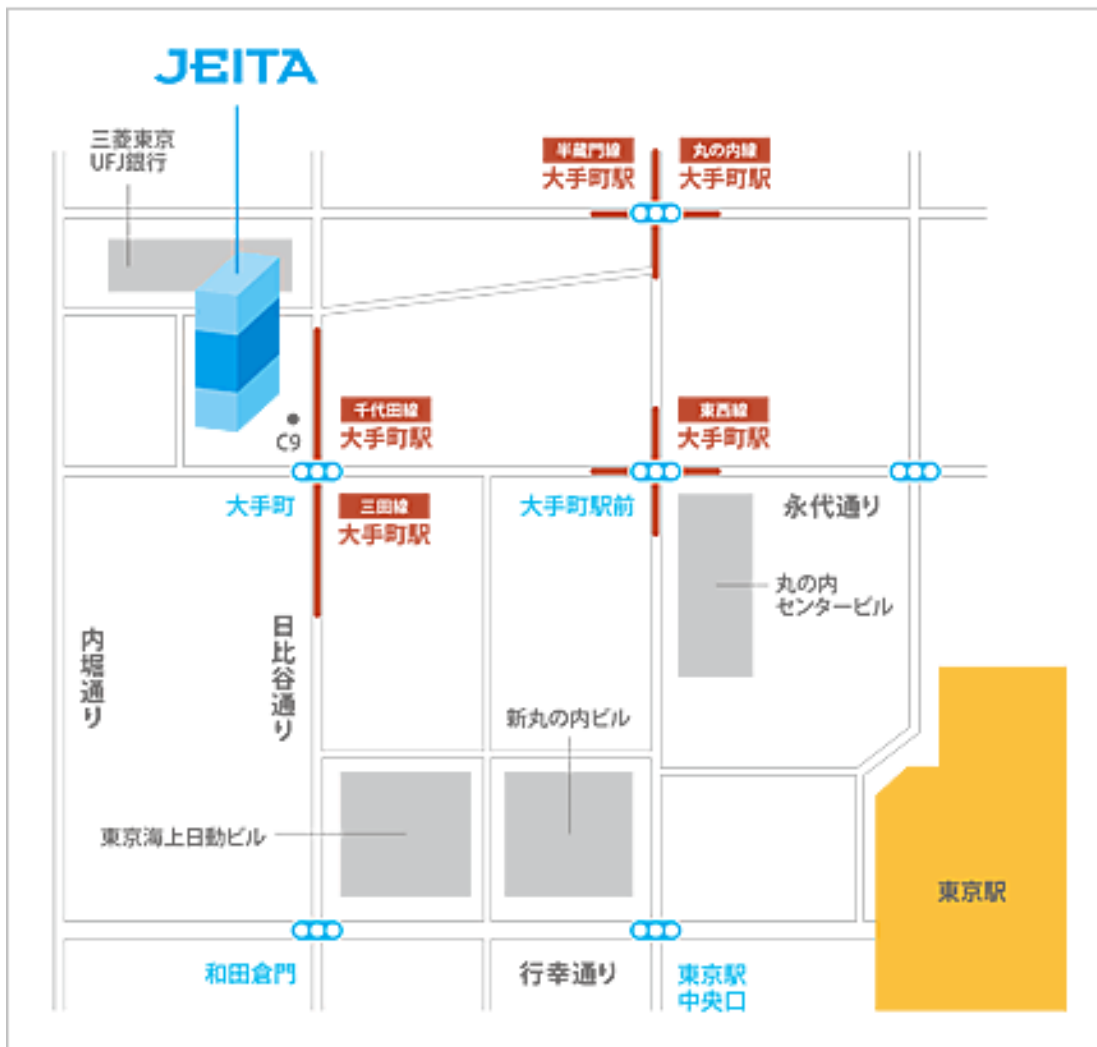 JEITA
三菱東京
UFJ銀行
半蔵門線
大手町駅
丸の内線
大手町駅
千代田線
大手町駅
C9
東西線
大手町駅
大手町
三田線
大手町駅
大手町駅前
永代通り
丸の内
センタービル
内堀通り
日比谷通り
新丸の内ビル
東京海上日動ビル
東京駅
和田倉門
行幸通り
東京駅
中央口